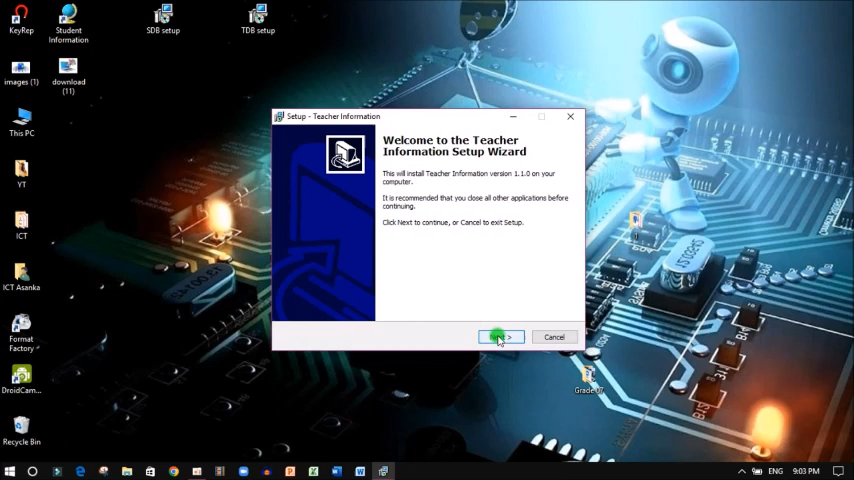 KeyRep
Student
Information
SDB setup
TDB setup
images (1)
download
(11)
This PC
YT
ICT
ICT Asanka
Format
Factory
DroidCam...
Recycle Bin
Setup - Teacher Information
Welcome to the Teacher
Information Setup Wizard
This will install Teacher Information version 1.1.0 on your
computer.
It is recommended that you close all other applications before
continuing.
Click Next to continue, or Cancel to exit Setup.
Cancel
Grade 07
ENG
9:03 PM